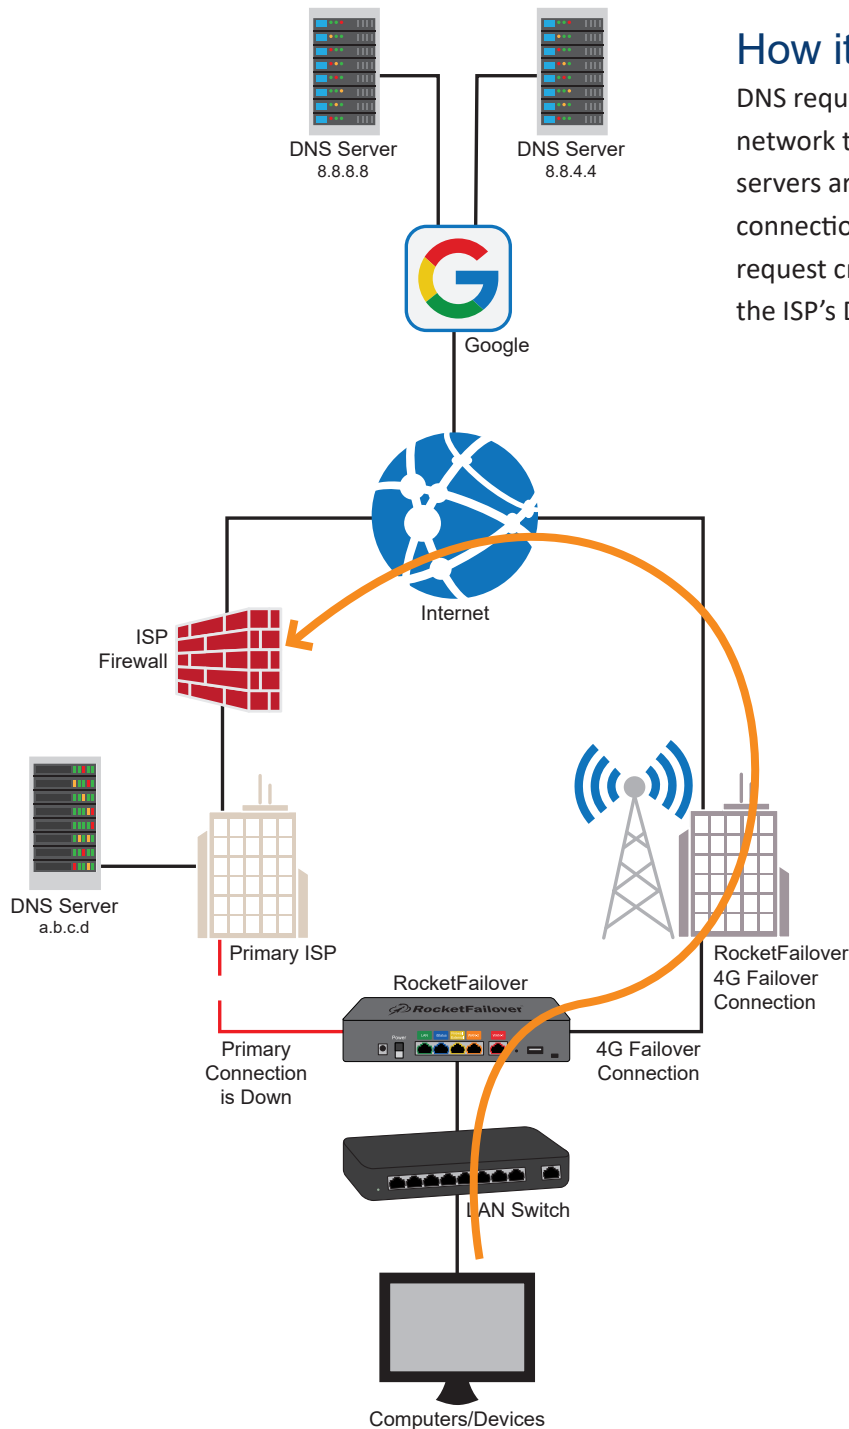 DNS Server
8.8.8.8
DNS Server
8.8.4.4
How it
DNS requ
network t
servers ar
connectio
request cr
the ISP's D
Google
Internet
ISP
Firewall
DNS Server
a.b.c.d
Primary ISP
RocketFailover
4G Failover
Connection
RocketFailover
RocketFailover
Power
LAN
Status
Primary
Connection
is Down
4G Failover
Connection
LAN Switch
Computers/Devices